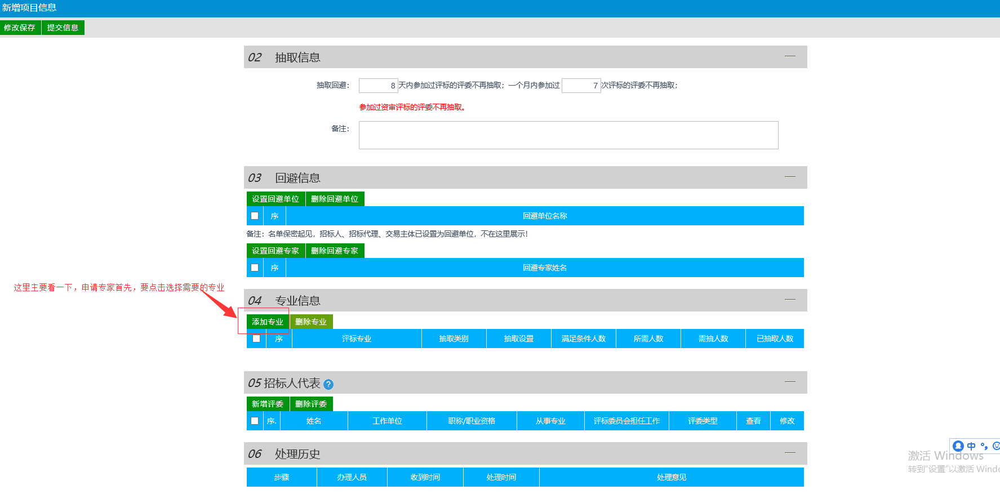 新增项目信息
修改保存 提交信息
02 抽取信息
抽取回避： 8 天内参加过评标的评委不再抽取；一个月内参加过 7 次评标的评委不再抽取；
参加过资审评标的评委不再抽取。
备注：
03 回避信息
设置回避单位 删除回避单位
序 回避单位名称
备注：名单保密起见，招标人、招标代理、交易主体已设置为回避单位，不在这里展示！
设置回避专家 删除回避专家
序 回避专家姓名
这里主要看一下，申请专家首先，要点击选择需要的专业
04 专业信息
添加专业 删除专业
序 评标专业 抽取类别 抽取设置 满足条件人数 所需人数 需抽人数 已抽取人数
05 招标人代表 ?
新增评委 删除评委
序. 姓名 工作单位 职称/职业资格 从事专业 评标委员会担任工作 评委类型 查看 修改
06 处理历史
步骤 办理人员 收到时间 处理时间 处理意见
中
激活 Windows
转到"设置"以激活 Windo